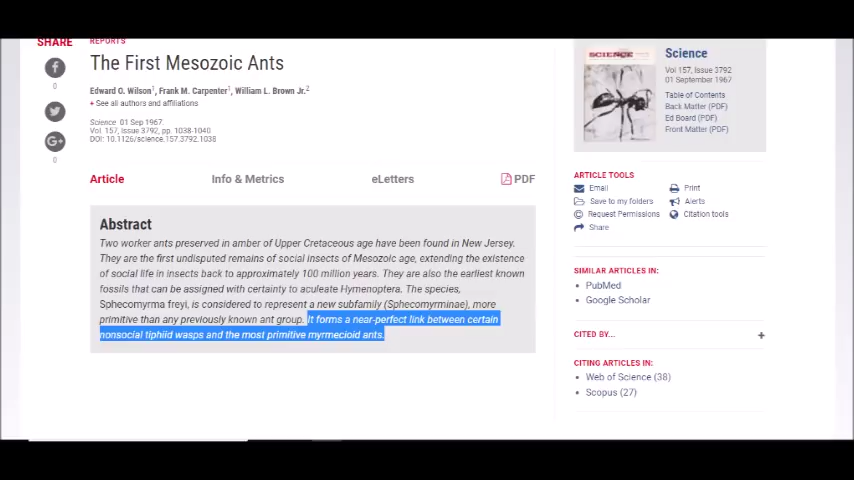 SHARE
REPORTS
The First Mesozoic Ants
Edward O. Wilson1, Frank M. Carpenter1, William L. Brown Jr.2
+ See all authors and affiliations
Science 01 Sep 1967:
Vol. 157, Issue 3792, pp. 1038-1040
DOI: 10.1126/science.157.3792.1038
0
0
Article
Info & Metrics
eLetters
PDF
Abstract
Two worker ants preserved in amber of Upper Cretaceous age have been found in New Jersey.
They are the first undisputed remains of social insects of Mesozoic age, extending the existence
of social life in insects back to approximately 100 million years. They are also the earliest known
fossils that can be assigned with certainty to aculeate Hymenoptera. The species,
Sphecomyrma freyi, is considered to represent a new subfamily (Sphecomyrminae), more
primitive than any previously known ant group. It forms a near-perfect link between certain
nonsocial tiphiid wasps and the most primitive myrmecioid ants.
SCIENCE
Science
Vol 157, Issue 3792
01 September 1967
Table of Contents
Back Matter (PDF)
Ed Board (PDF)
Front Matter (PDF)
ARTICLE TOOLS
Email
Print
Save to my folders
Alerts
Request Permissions
Citation tools
Share
SIMILAR ARTICLES IN:
• PubMed
• Google Scholar
CITED BY...
+
CITING ARTICLES IN:
• Web of Science (38)
• Scopus (27)